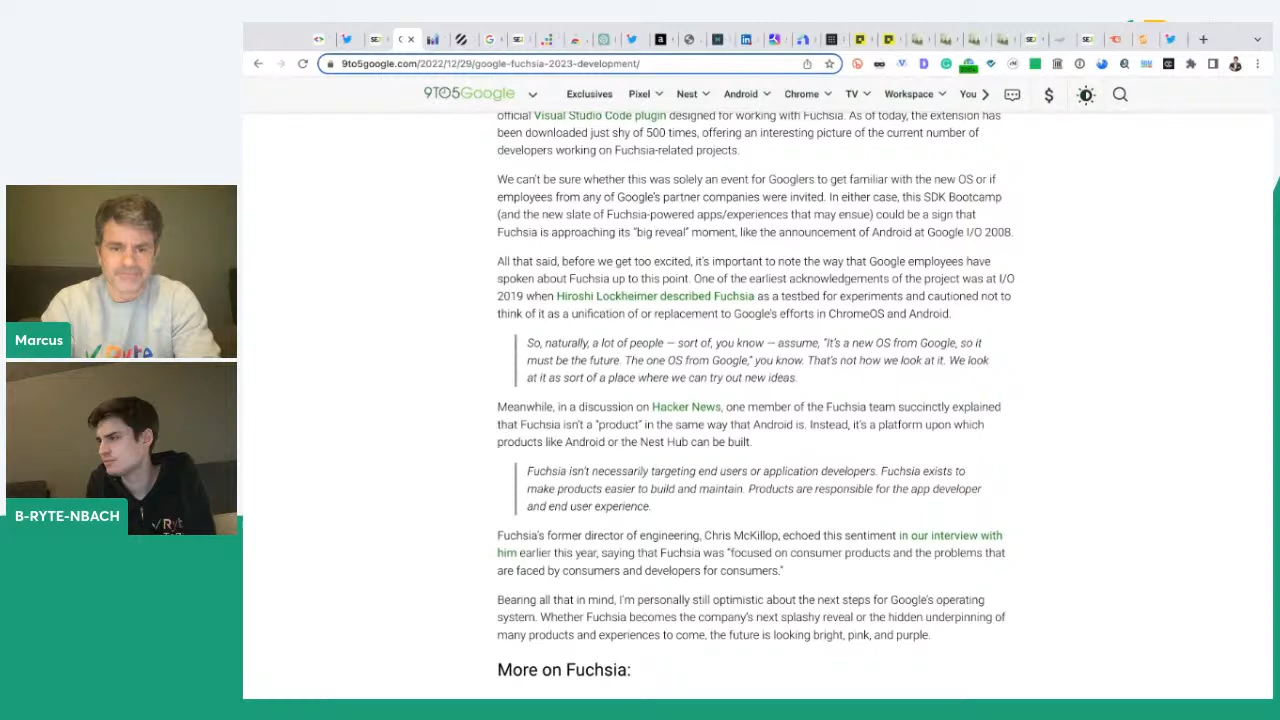 9to5google.com/2022/12/29/google-fuchsia-2023-development/
9TO5Google
Exclusives Pixel Nest Android Chrome TV Workspace You
official Visual Studio Code plugin designed for working with Fuchsia. As of today, the extension has
been downloaded just shy of 500 times, offering an interesting picture of the current number of
developers working on Fuchsia-related projects.
We can't be sure whether this was solely an event for Googlers to get familiar with the new OS or if
employees from any of Google's partner companies were invited. In either case, this SDK Bootcamp
(and the new slate of Fuchsia-powered apps/experiences that may ensue) could be a sign that
Fuchsia is approaching its "big reveal" moment, like the announcement of Android at Google I/O 2008.
All that said, before we get too excited, it's important to note the way that Google employees have
spoken about Fuchsia up to this point. One of the earliest acknowledgements of the project was at I/O
2019 when Hiroshi Lockheimer described Fuchsia as a testbed for experiments and cautioned not to
think of it as a unification of or replacement to Google's efforts in ChromeOS and Android.
So, naturally, a lot of people — sort of, you know — assume, "It's a new OS from Google, so it
must be the future. The one OS from Google," you know. That's not how we look at it. We look
at it as sort of a place where we can try out new ideas.
Meanwhile, in a discussion on Hacker News, one member of the Fuchsia team succinctly explained
that Fuchsia isn't a "product" in the same way that Android is. Instead, it's a platform upon which
products like Android or the Nest Hub can be built.
Fuchsia isn't necessarily targeting end users or application developers. Fuchsia exists to
make products easier to build and maintain. Products are responsible for the app developer
and end user experience.
Fuchsia's former director of engineering, Chris McKillop, echoed this sentiment in our interview with
him earlier this year, saying that Fuchsia was "focused on consumer products and the problems that
are faced by consumers and developers for consumers."
Bearing all that in mind, I'm personally still optimistic about the next steps for Google's operating
system. Whether Fuchsia becomes the company's next splashy reveal or the hidden underpinning of
many products and experiences to come, the future is looking bright, pink, and purple.
More on Fuchsia:
Marcus
Ryte
B-RYTE-NBACH
Ryt